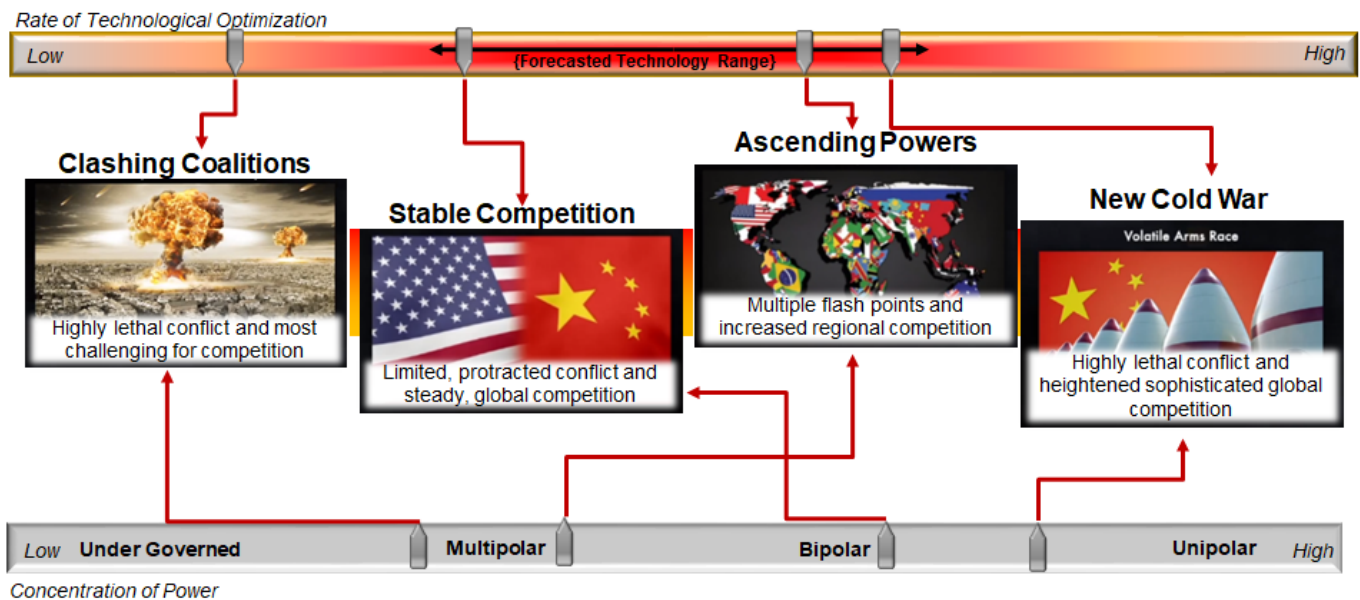 Rate of Technological Optimization
Low
{Forecasted Technology Range}
High
Clashing Coalitions
Highly lethal conflict and most
challenging for competition
Stable Competition
Limited, protracted conflict and
steady, global competition
Ascending Powers
Multiple flash points and
increased regional competition
New Cold War
Volatile Arms Race
Highly lethal conflict and
heightened sophisticated global
competition
Low Under Governed Multipolar Bipolar Unipolar High
Concentration of Power